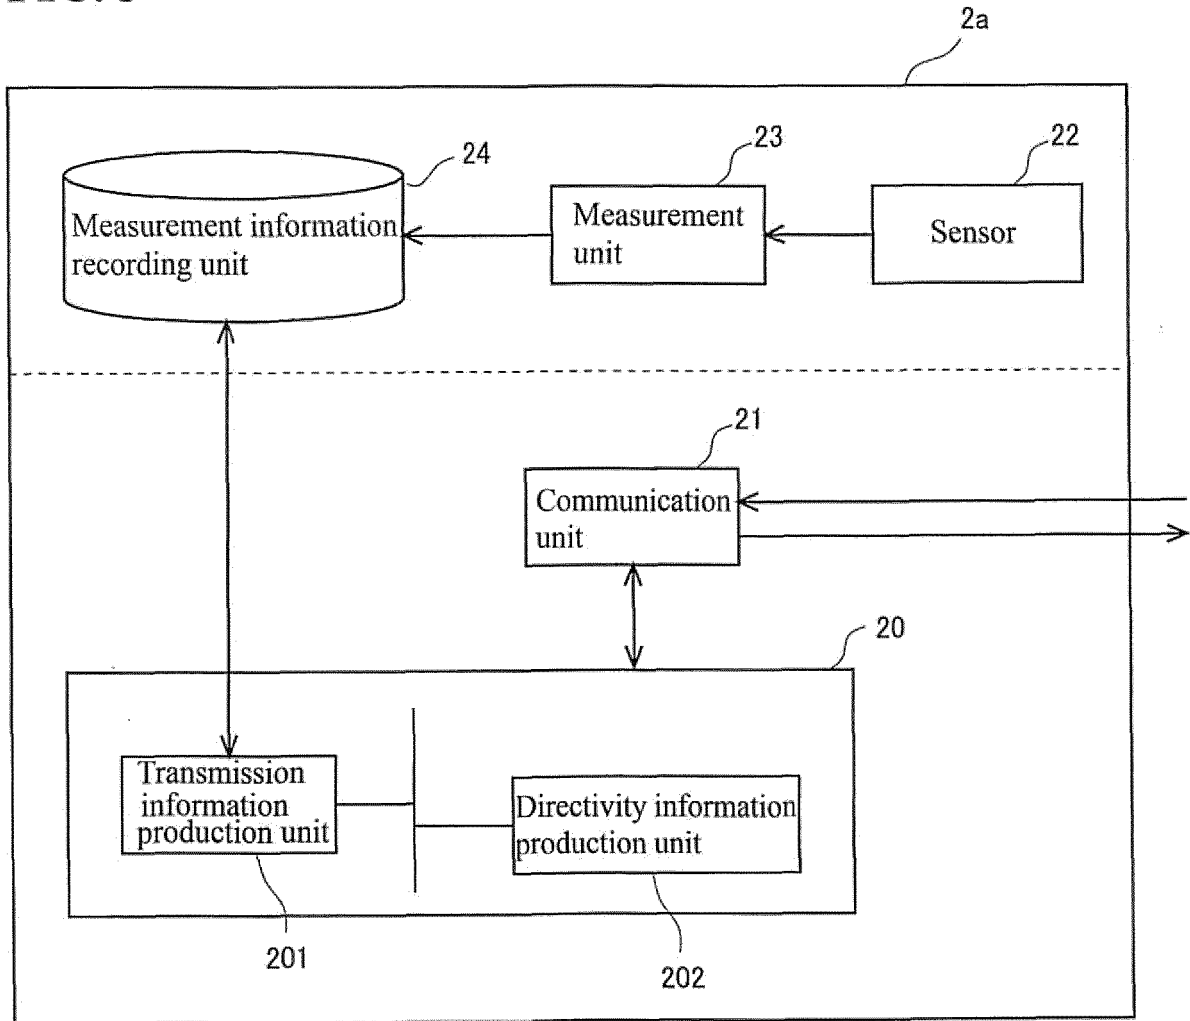 2a
24
23
22
Measurement information
recording unit
Measurement
unit
Sensor
21
Communication
unit
20
Transmission
information
production unit
Directivity information
production unit
201
202